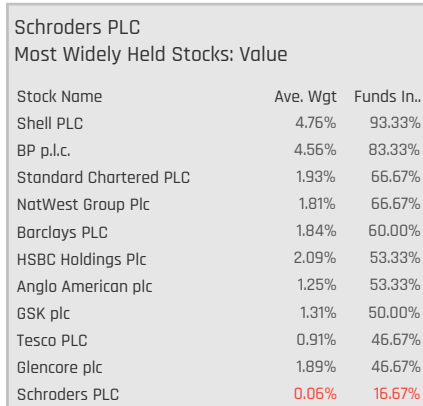 Schroders PLC
Most Widely Held Stocks: Value
Stock Name Ave. Wgt Funds In..
Shell PLC 4.76% 93.33%
BP p.l.c. 4.56% 83.33%
Standard Chartered PLC 1.93% 66.67%
NatWest Group Plc 1.81% 66.67%
Barclays PLC 1.84% 60.00%
HSBC Holdings Plc 2.09% 53.33%
Anglo American plc 1.25% 53.33%
GSK plc 1.31% 50.00%
Tesco PLC 0.91% 46.67%
Glencore plc 1.89% 46.67%
Schroders PLC 0.06% 16.67%